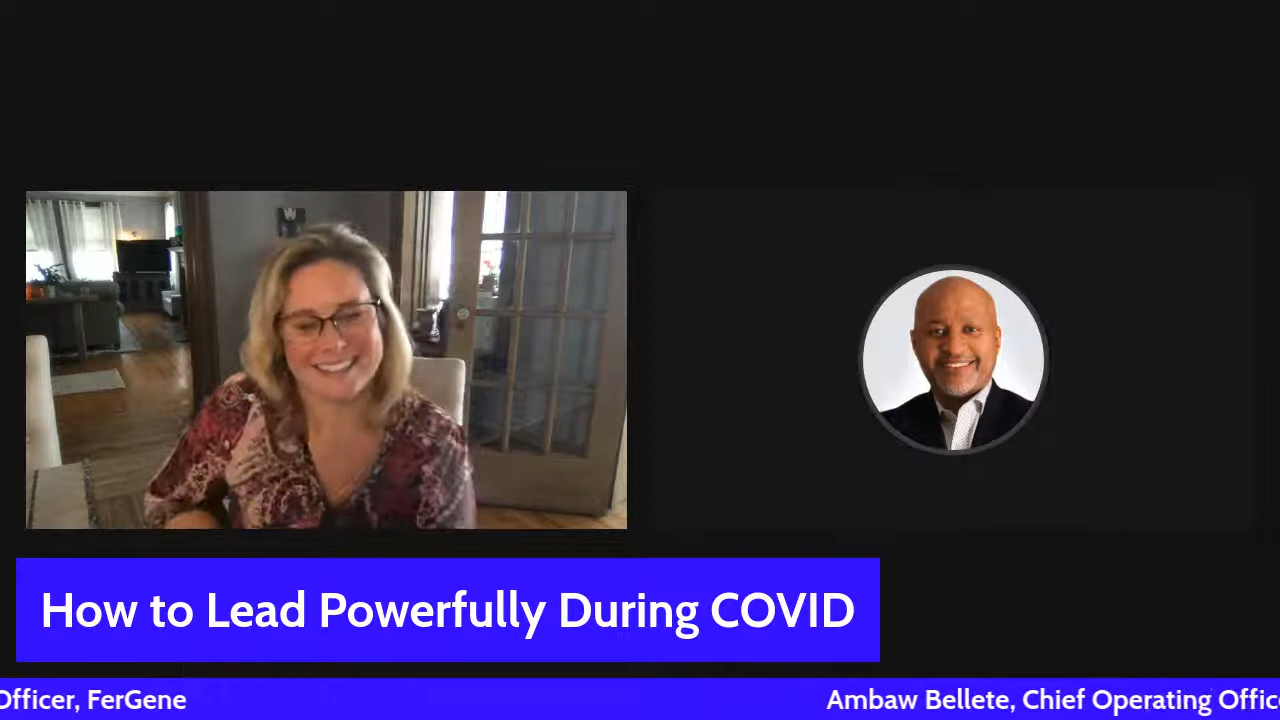 How to Lead Powerfully During COVID
Officer, FerGene
Ambaw Bellete, Chief Operating Offic